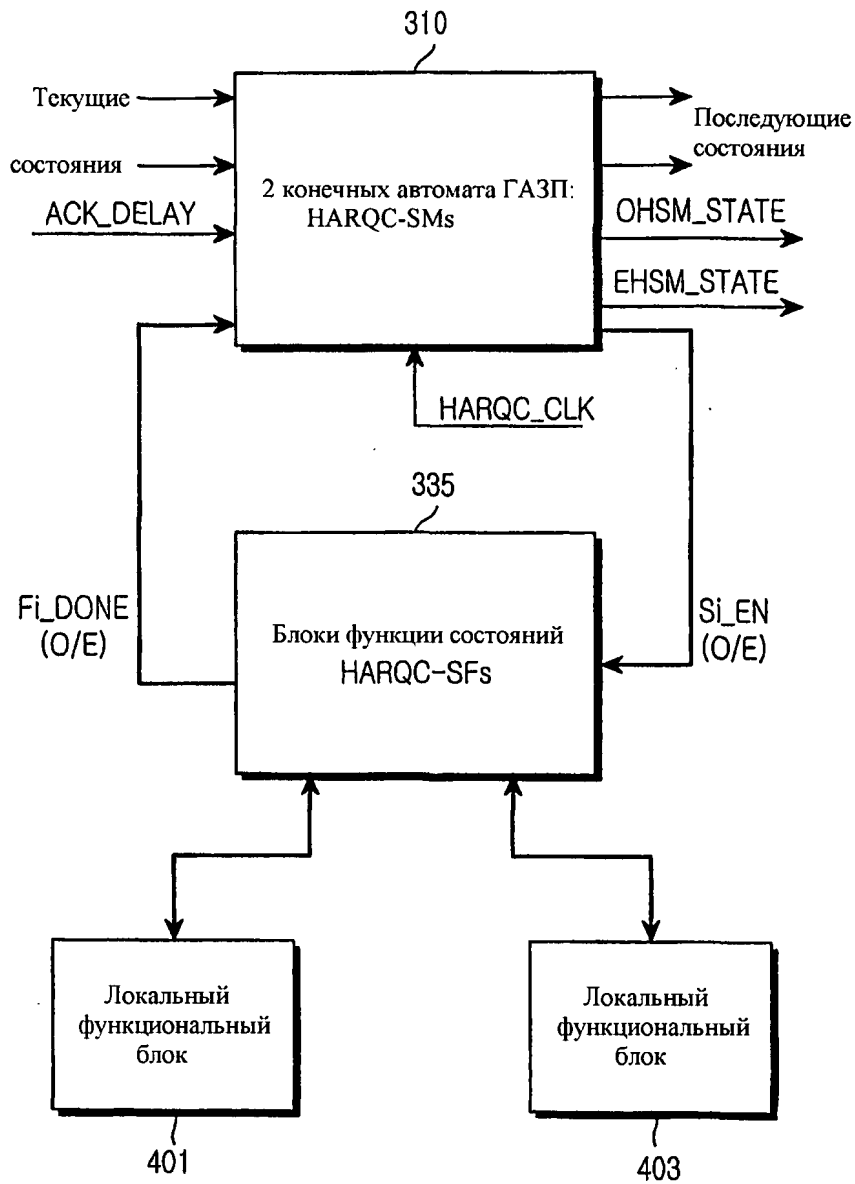 310
Текущие
состояния
ACK_DELAY
2 конечных автомата ГАЗП:
HARQC-SMs
Последующие
состояния
OHSM_STATE
EHSM_STATE
HARQC_CLK
335
Fi_DONE
(O/E)
Блоки функции состояний
HARQC-SFs
Si_EN
(O/E)
Локальный
функциональный
блок
401
Локальный
функциональный
блок
403